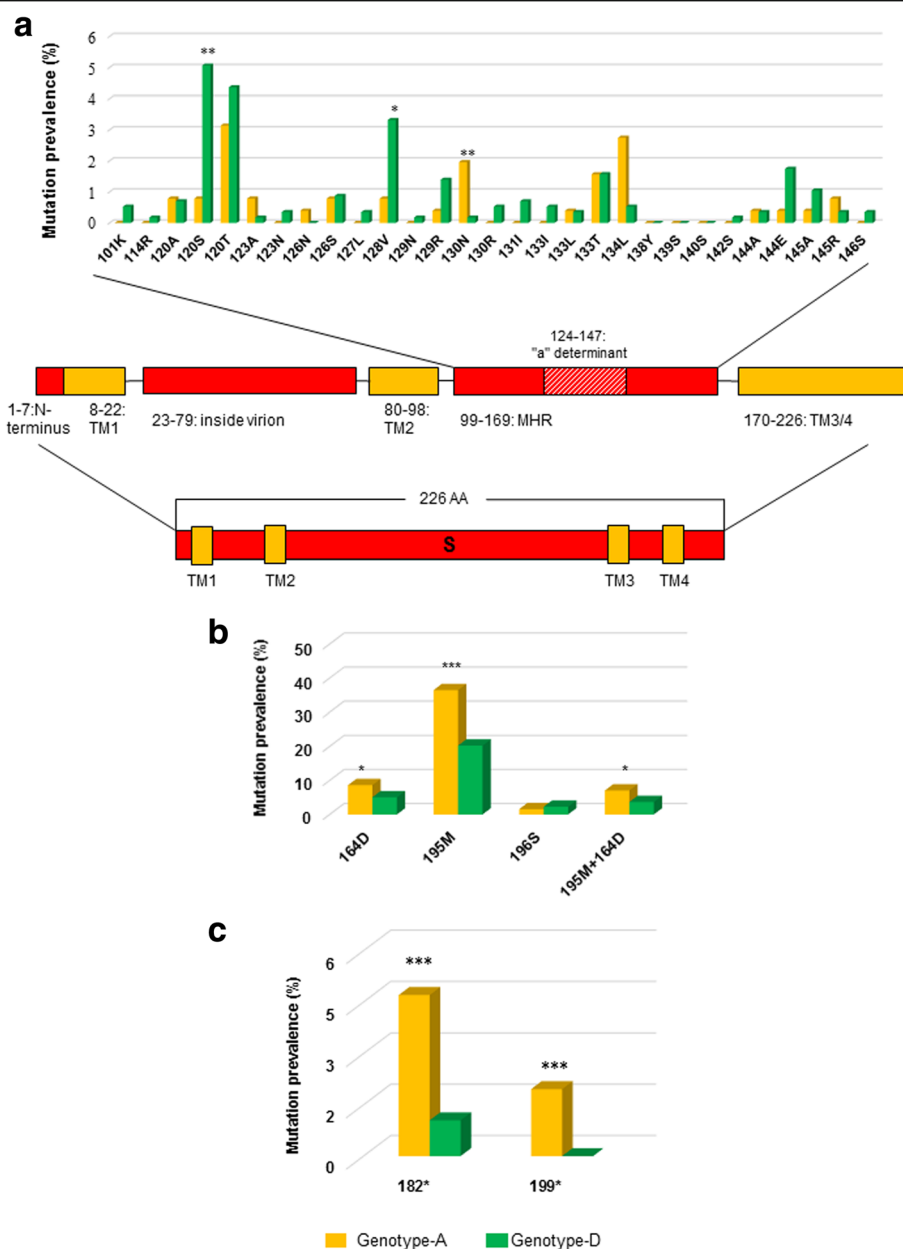 a
Mutation prevalence (%)
6
5
4
3
2
1
0
**
*
**
101K 114R 120A 120S 120T 123A 123N 126N 126S 127L 128V 129N 129R 130N 130R 131I 133I 133L 133T 134L 138Y 139S 140S 142S 144A 144E 145A 145R 146S
124-147:
"a" determinant
1-7:N-
terminus
8-22:
TM1
23-79: inside virion
80-98:
TM2
99-169: MHR
170-226: TM3/4
226 AA
S
TM1 TM2 TM3 TM4
b
Mutation prevalence (%)
50
40
30
20
10
0
*
***
*
164D 195M 196S 195M+164D
c
Mutation prevalence (%)
6
5
3
2
0
***
***
182* 199*
Genotype-A Genotype-D